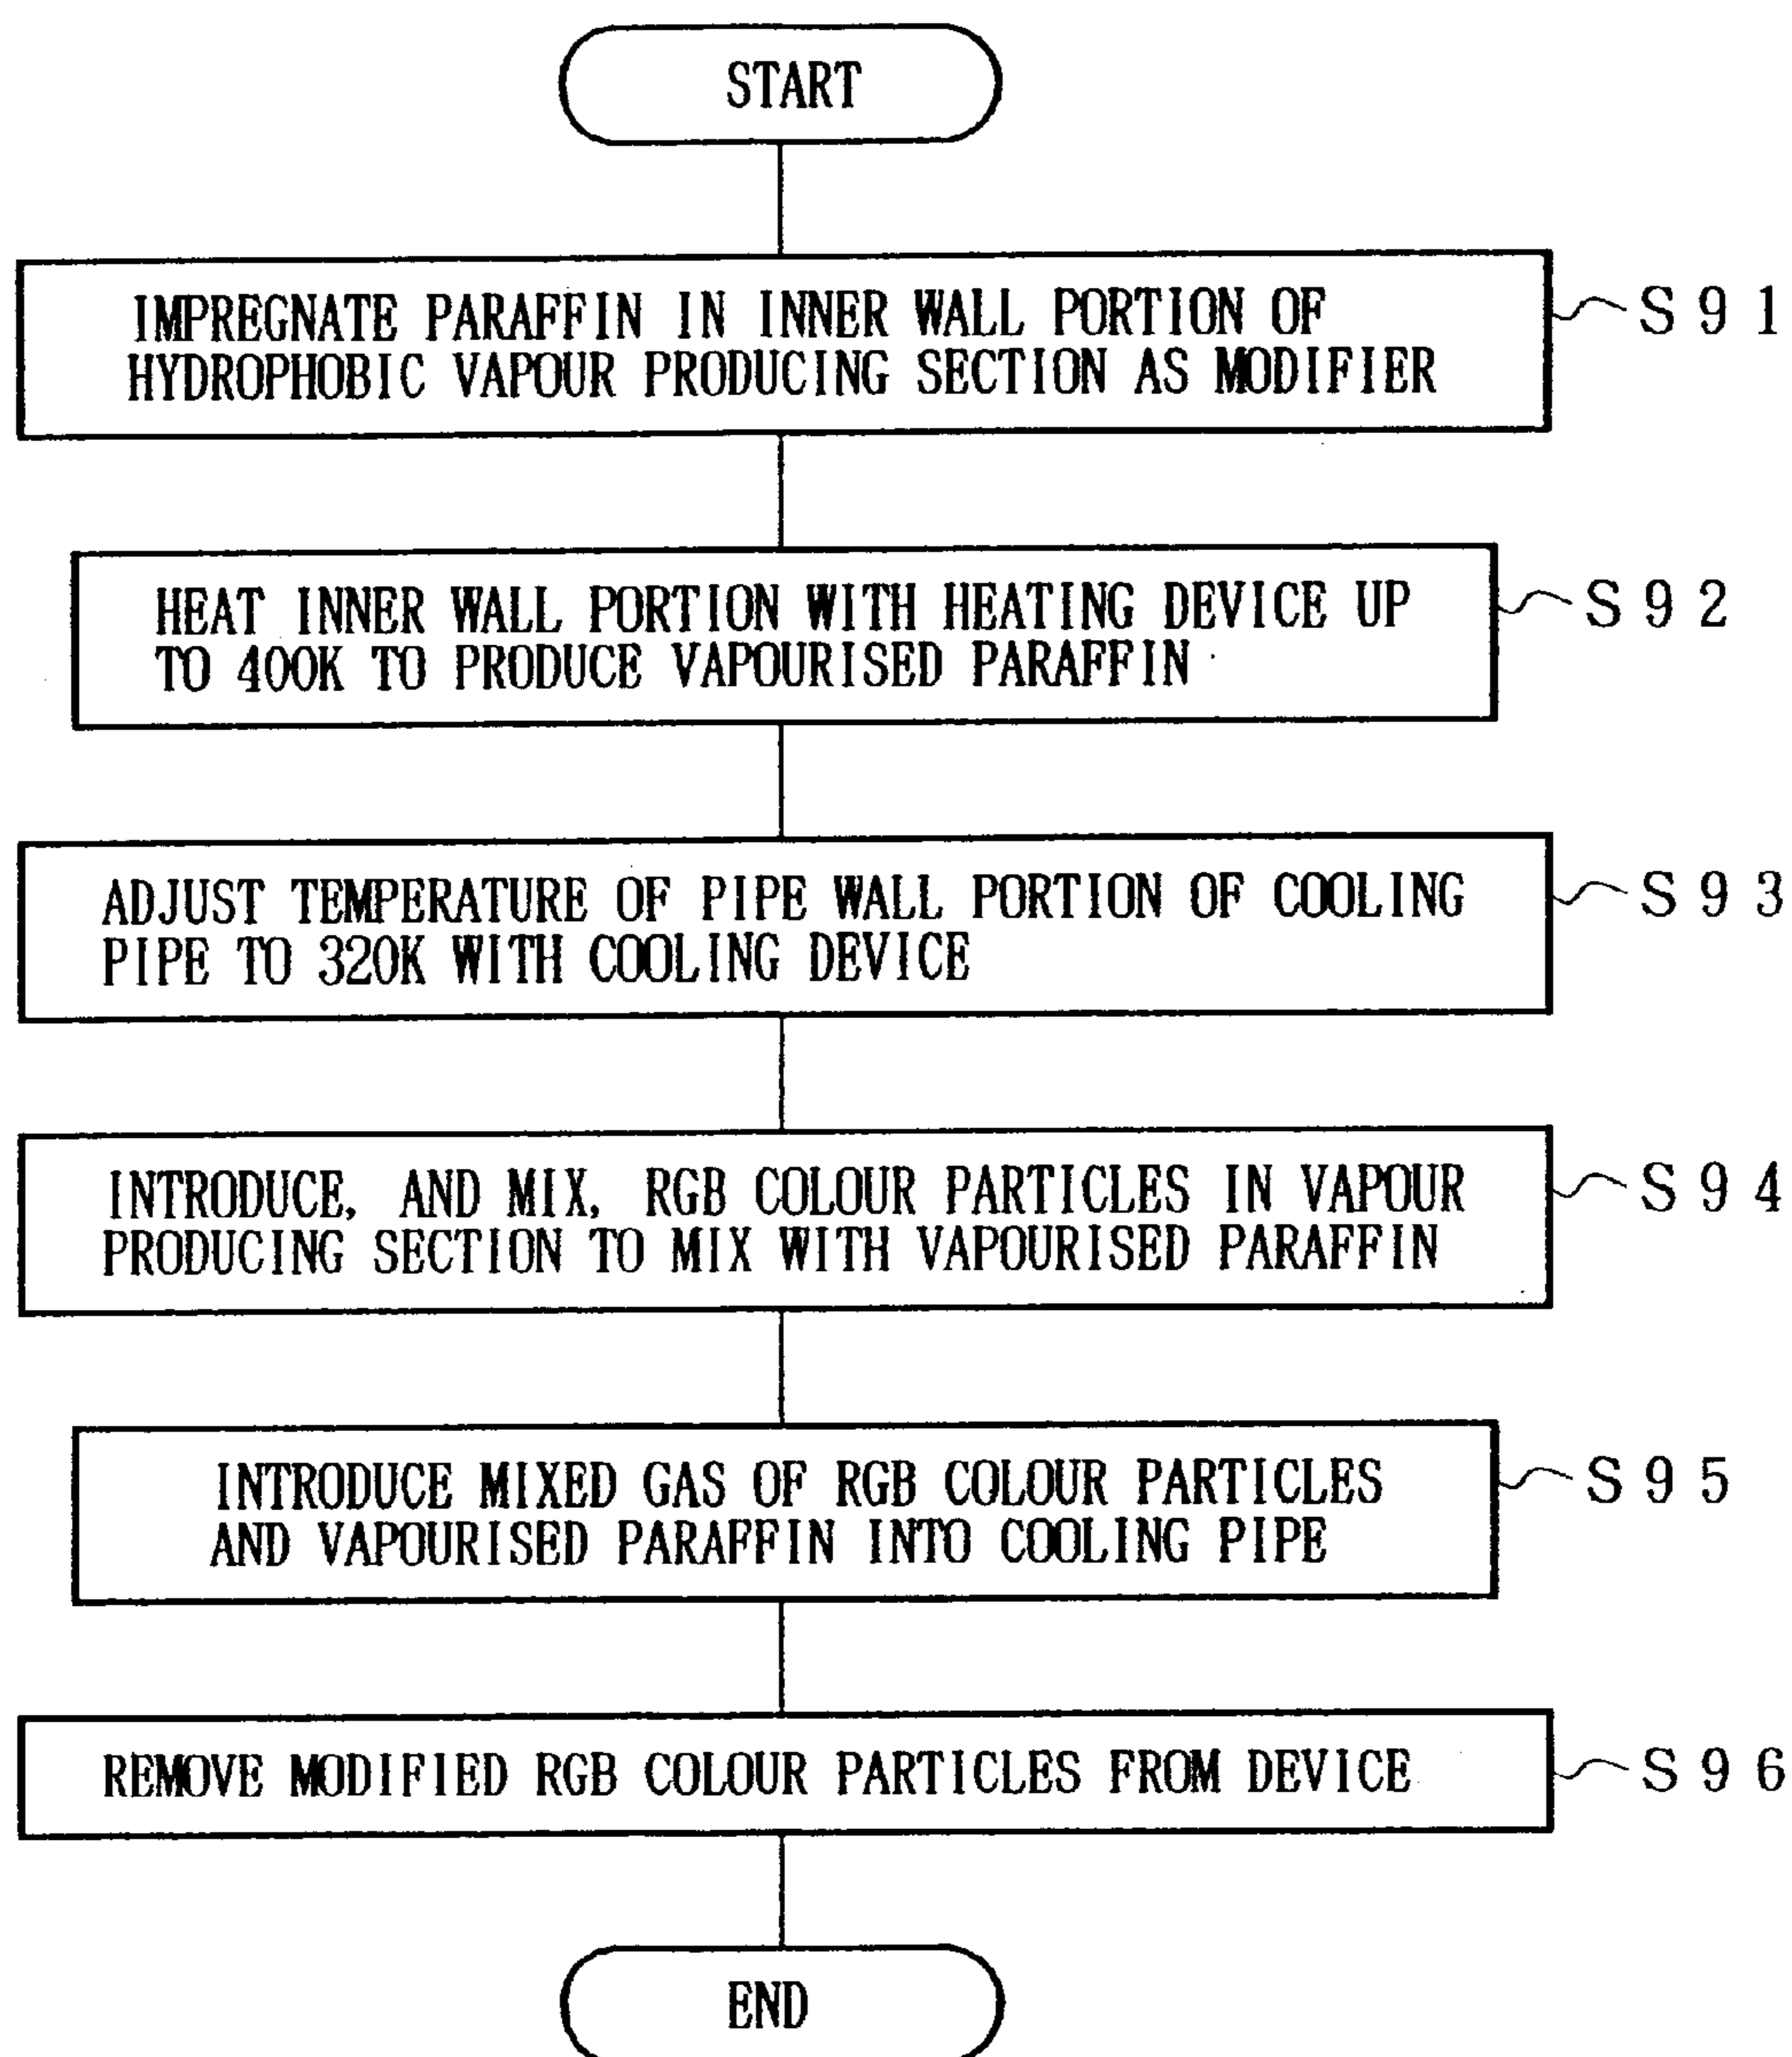 START
IMPREGNATE PARAFFIN IN INNER WALL PORTION OF
HYDROPHOBIC VAPOUR PRODUCING SECTION AS MODIFIER
S91
HEAT INNER WALL PORTION WITH HEATING DEVICE UP
TO 400K TO PRODUCE VAPOURISED PARAFFIN
S92
ADJUST TEMPERATURE OF PIPE WALL PORTION OF COOLING
PIPE TO 320K WITH COOLING DEVICE
S93
INTRODUCE, AND MIX, RGB COLOUR PARTICLES IN VAPOUR
PRODUCING SECTION TO MIX WITH VAPOURISED PARAFFIN
S94
INTRODUCE MIXED GAS OF RGB COLOUR PARTICLES
AND VAPOURISED PARAFFIN INTO COOLING PIPE
S95
REMOVE MODIFIED RGB COLOUR PARTICLES FROM DEVICE
S96
END